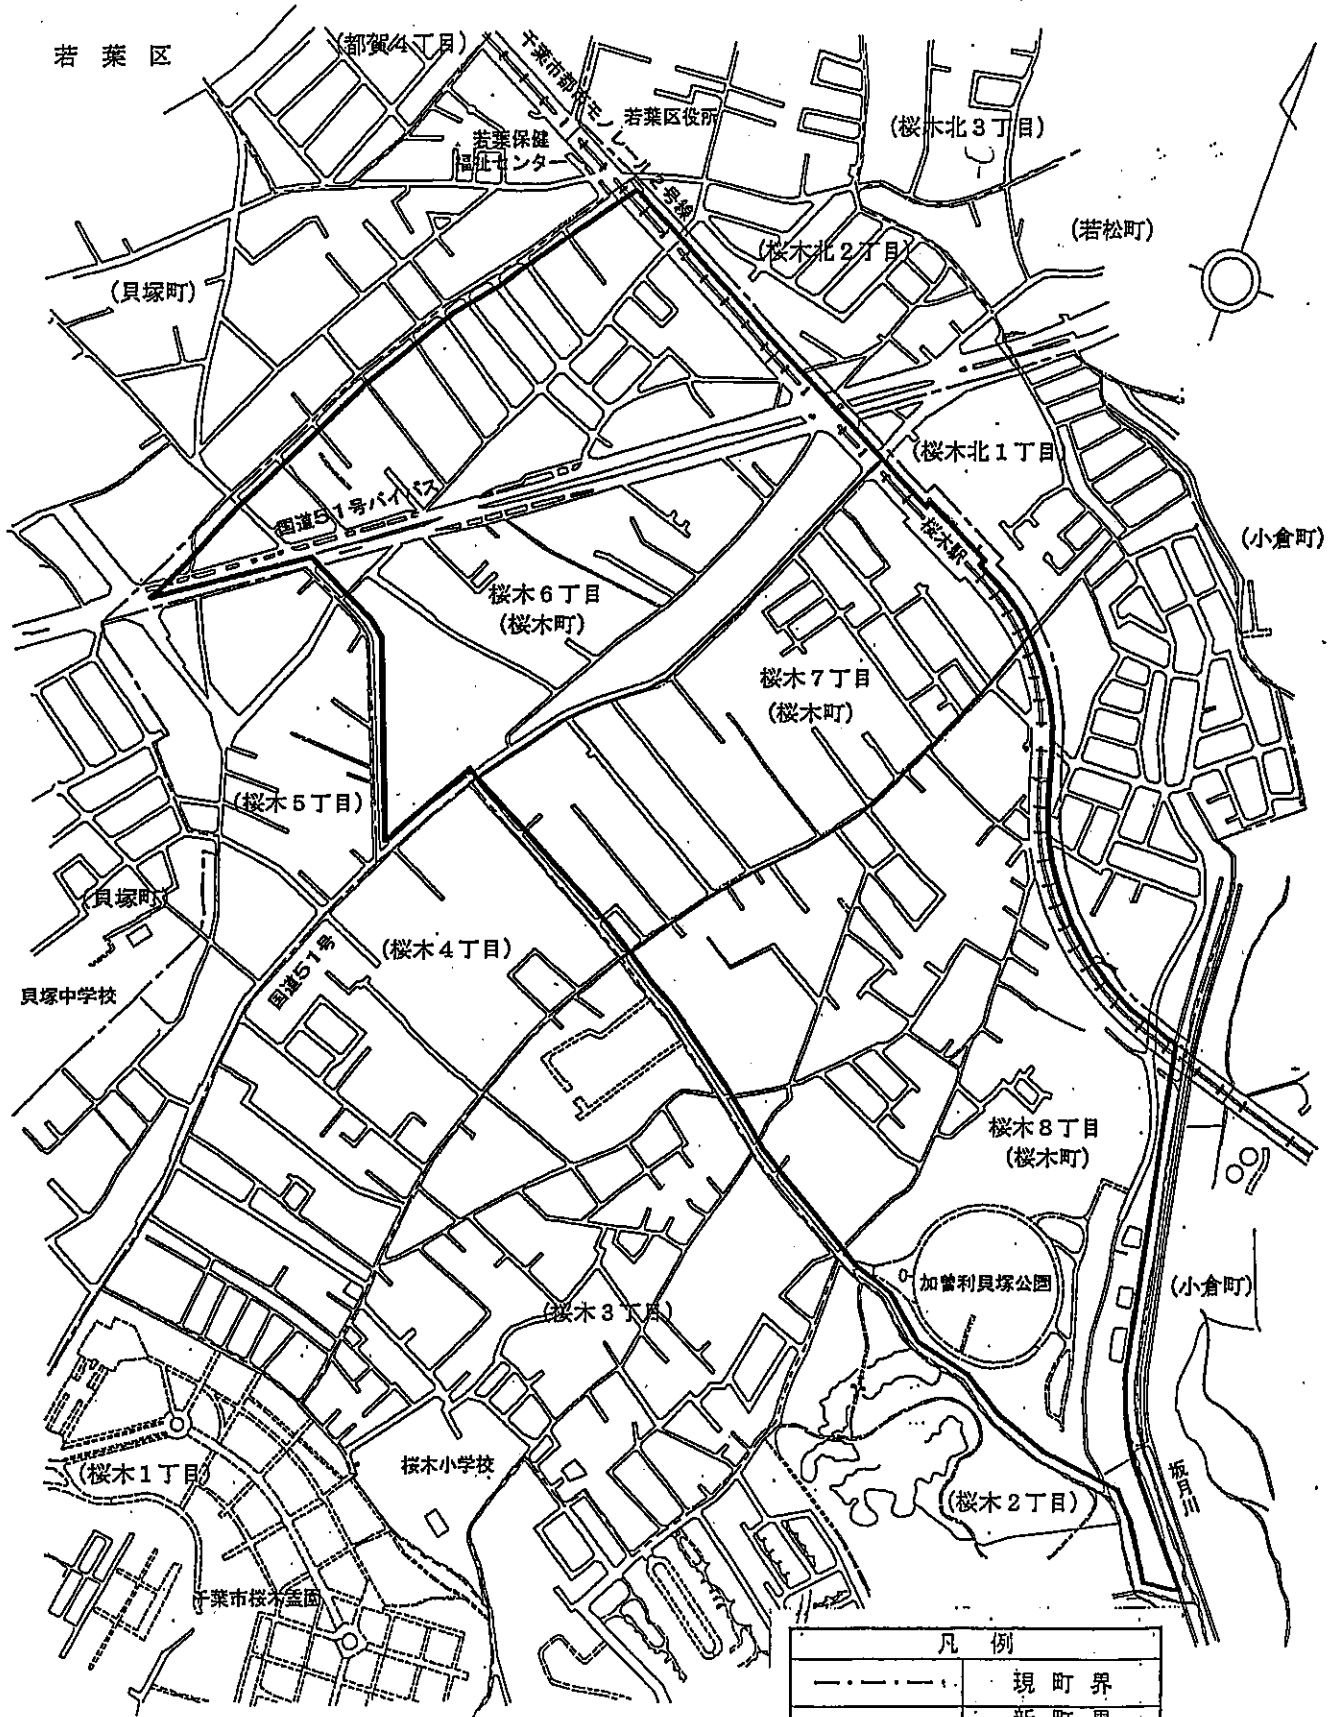 若葉区
(都賀4丁目)
千葉市都市モノレール2号線
若葉区役所
(桜木北3丁目)
若葉保健
福祉センター
(若松町)
(桜木北2丁目)
(貝塚町)
(桜木北1丁目)
国道51号バイパス
桜木駅
(小倉町)
桜木6丁目
(桜木町)
桜木7丁目
(桜木町)
(桜木5丁目)
(貝塚町)
(桜木4丁目)
国道51号
貝塚中学校
桜木8丁目
(桜木町)
加曽利貝塚公園
(小倉町)
(桜木3丁目)
桜木小学校
(桜木1丁目)
坂月川
(桜木2丁目)
千葉市桜木霊園
凡例
現町界
新町界